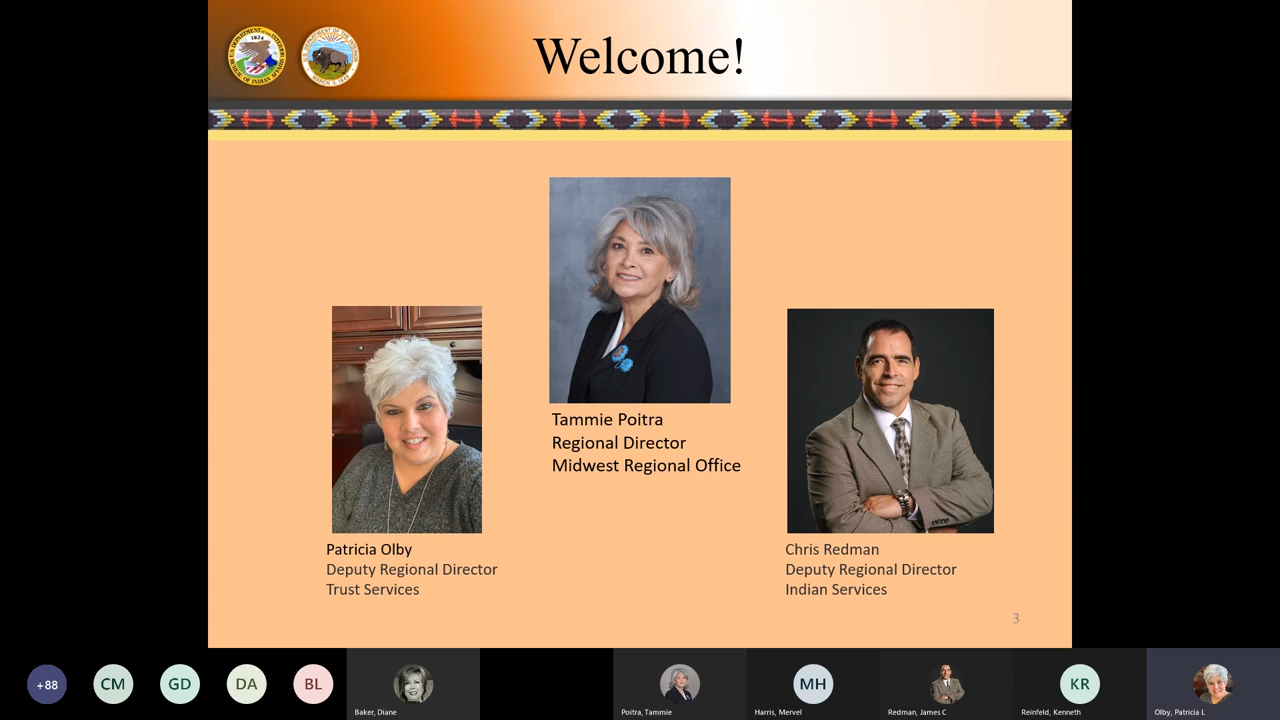 Welcome!
Tammie Poitra
Regional Director
Midwest Regional Office
Patricia Olby
Deputy Regional Director
Trust Services
Chris Redman
Deputy Regional Director
Indian Services
3
+88
CM
GD
DA
BL
Baker, Diane
Poitra, Tammie
MH
Harris, Mervel
Redman, James C
KR
Reinfeld, Kenneth
Olby, Patricia L